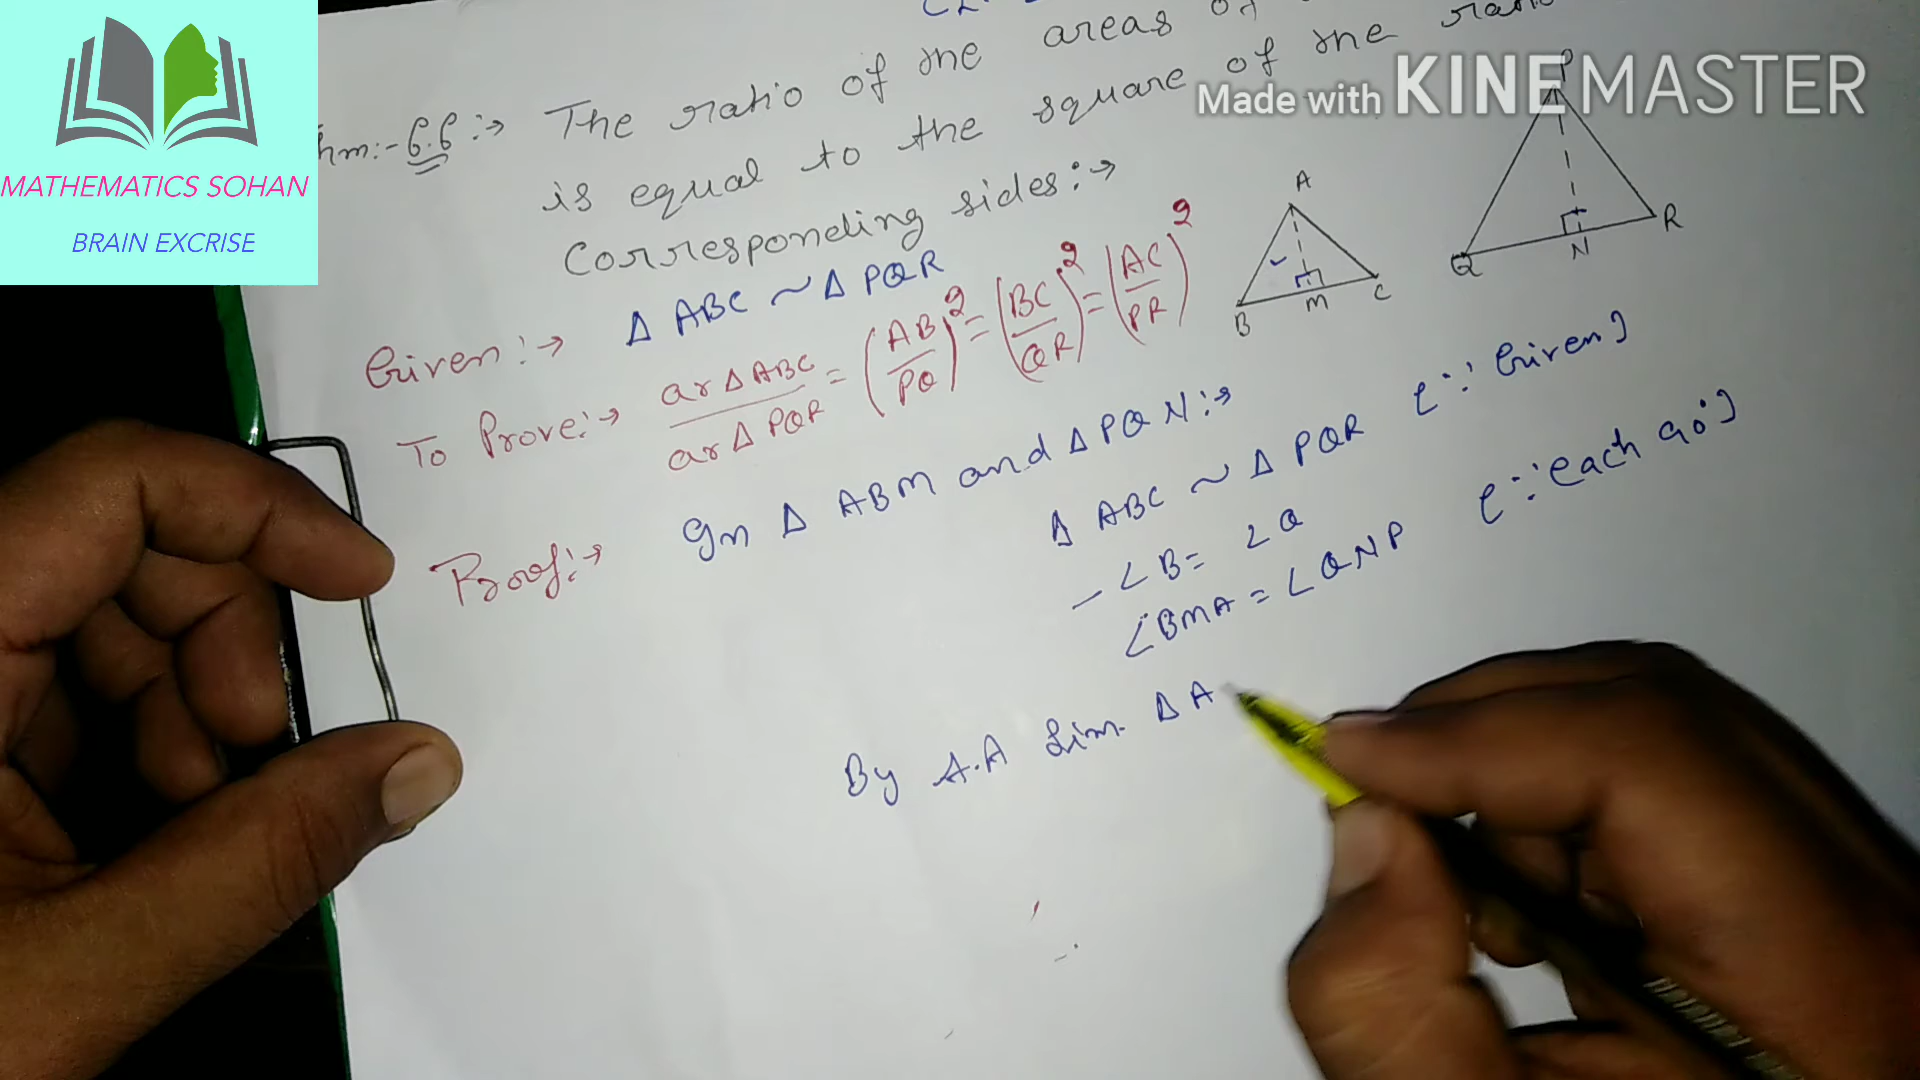 MATHEMATICS SOHAN
BRAIN EXCRISE
Made with KINEMASTER
hm:- 6.6 :→ The ratio of the areas of
is equal to the square of the ratio
Corresponding sides:→
Given:→ Δ ABC ~ Δ PQR
To Prove:→ ar Δ ABC / ar Δ PQR = (AB/PQ)² = (BC/QR)² = (AC/PR)²
Proof:→ In Δ ABM and Δ PQN:→
Δ ABC ~ Δ PQR [∵ Given]
∠B = ∠Q
∠BMA = ∠QNP [∵ each 90°]
By A.A Sim. Δ A
A
B
M
C
P
Q
N
R